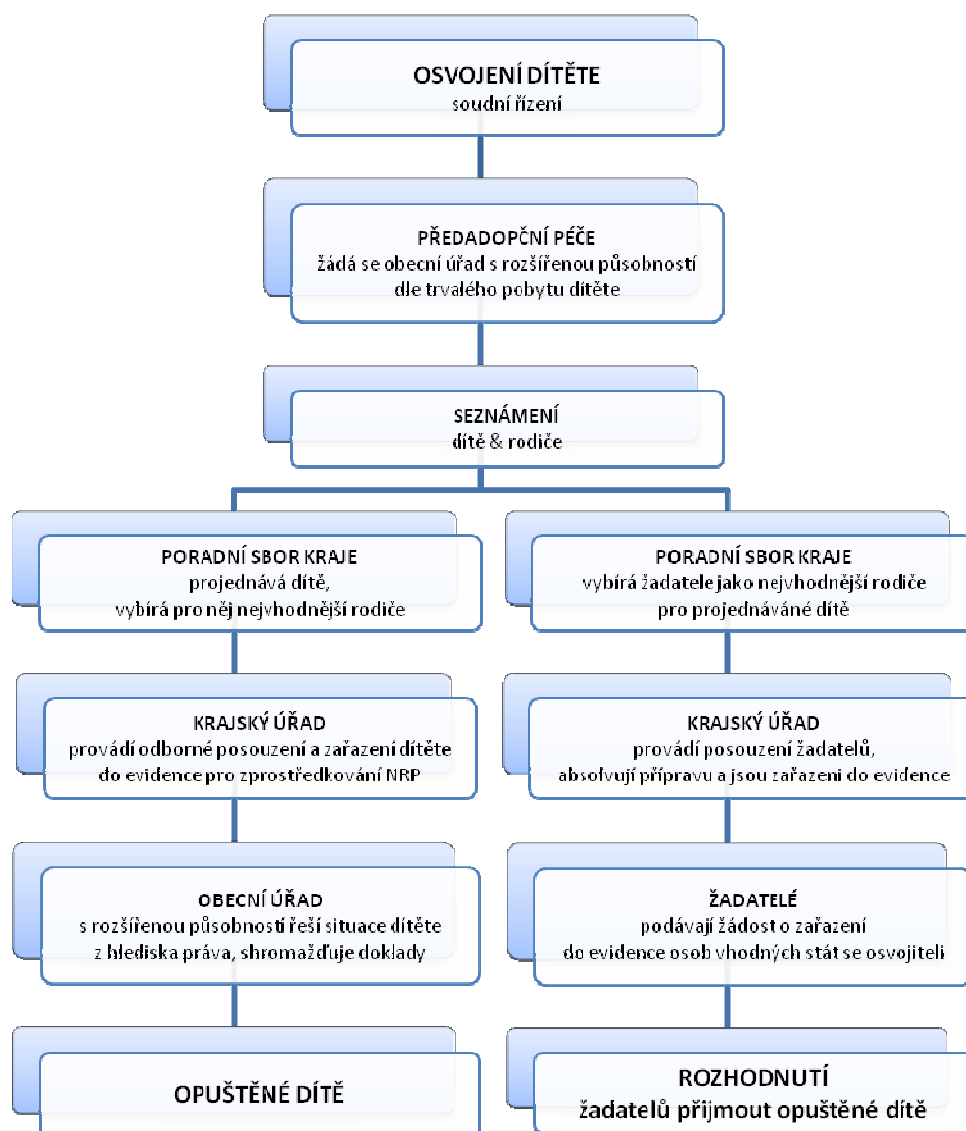 OSVOJENÍ DÍTĚTE
soudní řízení
PŘEDADOPČNÍ PÉČE
žádá se obecní úřad s rozšířenou působností
dle trvalého pobytu dítěte
SEZNÁMENÍ
dítě & rodiče
PORADNÍ SBOR KRAJE
projednává dítě,
vybírá pro něj nejvhodnější rodiče
PORADNÍ SBOR KRAJE
vybírá žadatele jako nejvhodnější rodiče
pro projednáváné dítě
KRAJSKÝ ÚŘAD
provádí odborné posouzení a zařazení dítěte
do evidence pro zprostředkování NRP
KRAJSKÝ ÚŘAD
provádí posouzení žadatelů,
absolvují přípravu a jsou zařazeni do evidence
OBECNÍ ÚŘAD
s rozšířenou působností řeší situace dítěte
z hlediska práva, shromažďuje doklady
ŽADATELÉ
podávají žádost o zařazení
do evidence osob vhodných stát se osvojiteli
OPUŠTĚNÉ DÍTĚ
ROZHODNUTÍ
žadatelů přijmout opuštěné dítě